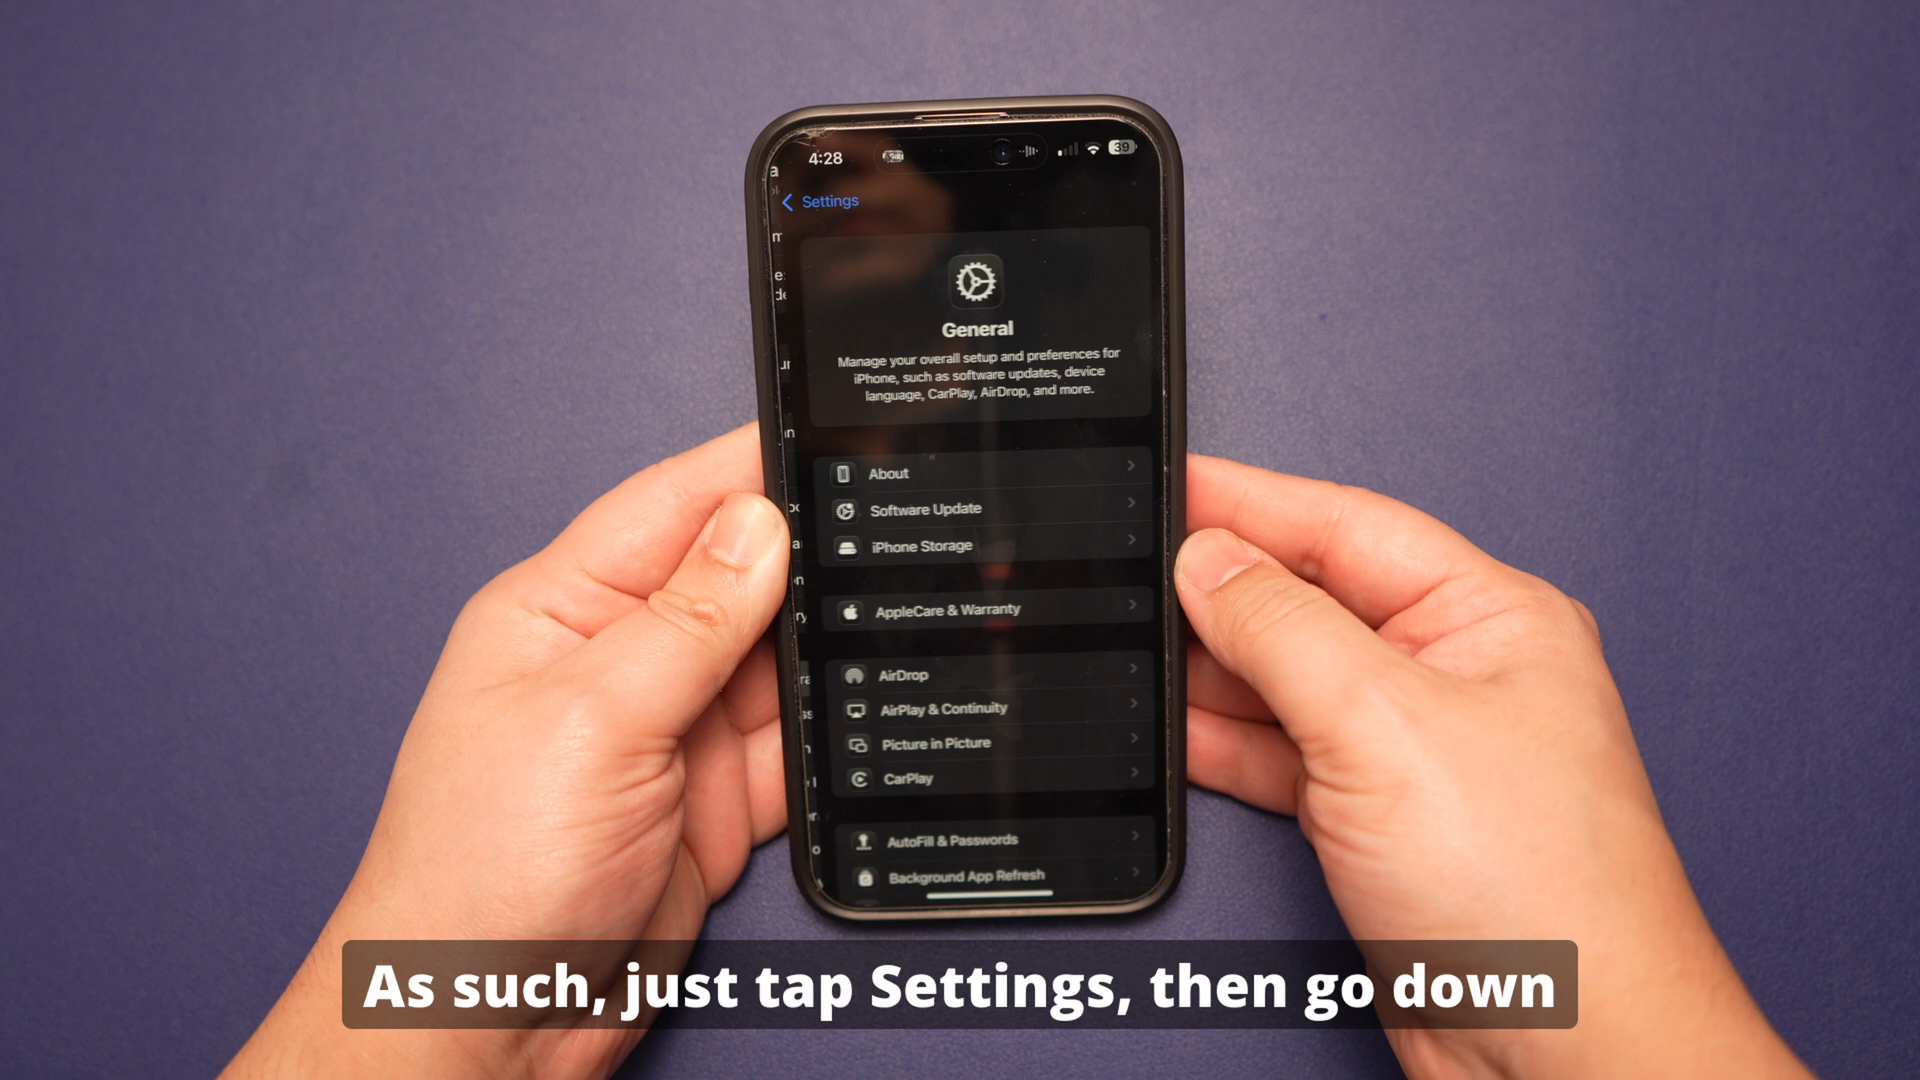 4:28
39
Settings
General
Manage your overall setup and preferences for
iPhone, such as software updates, device
language, CarPlay, AirDrop, and more.
About
Software Update
iPhone Storage
AppleCare & Warranty
AirDrop
AirPlay & Continuity
Picture in Picture
CarPlay
AutoFill & Passwords
Background App Refresh
As such, just tap Settings, then go down